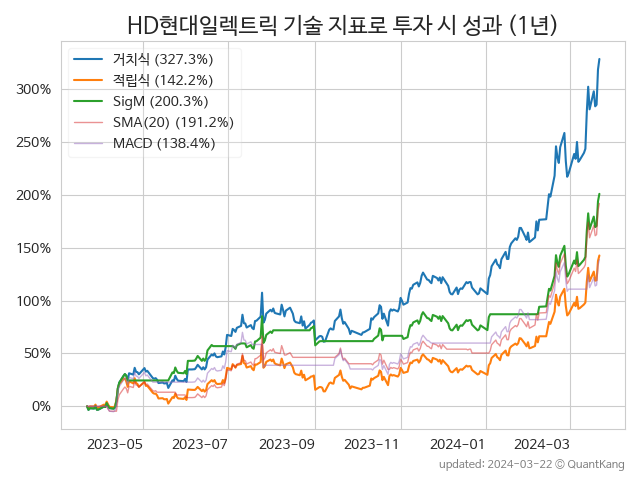 HD현대일렉트릭 기술 지표로 투자 시 성과 (1년)
거치식 (327.3%)
적립식 (142.2%)
SigM (200.3%)
SMA(20) (191.2%)
MACD (138.4%)
300%
250%
200%
150%
100%
50%
0%
2023-05 2023-07 2023-09 2023-11 2024-01 2024-03
updated: 2024-03-22 © QuantKang